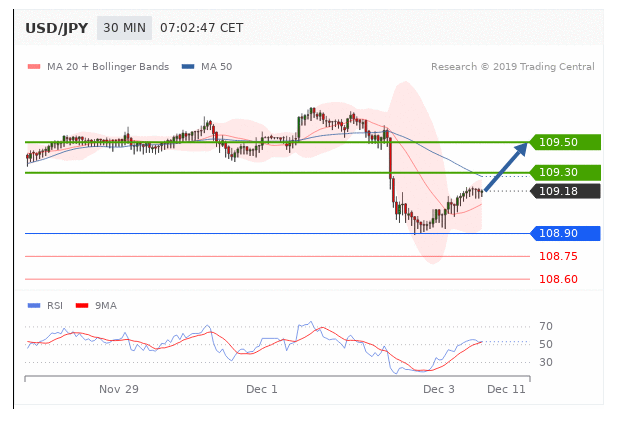 USD/JPY 30 MIN 07:02:47 CET
MA 20 + Bollinger Bands MA 50 Research © 2019 Trading Central
109.50
109.30
109.18
108.90
108.75
108.60
RSI 9MA
70
50
30
Nov 29 Dec 1 Dec 3 Dec 11